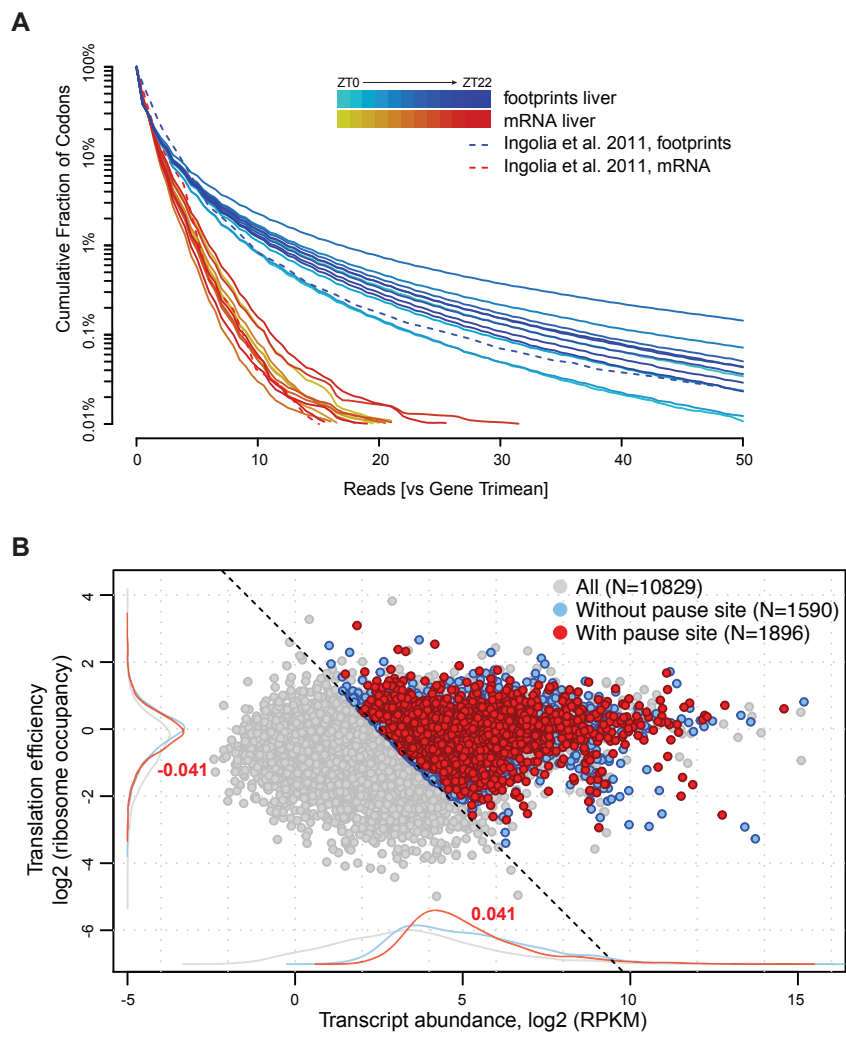 A
100%
10%
1%
0.1%
0.01%
Cumulative Fraction of Codons
ZT0 ZT22
footprints liver
mRNA liver
Ingolia et al. 2011, footprints
Ingolia et al. 2011, mRNA
0 10 20 30 40 50
Reads [vs Gene Trimean]
B
All (N=10829)
Without pause site (N=1590)
With pause site (N=1896)
4
2
0
-2
-4
-6
Translation efficiency
log2 (ribosome occupancy)
-0.041
0.041
-5 0 5 10 15
Transcript abundance, log2 (RPKM)